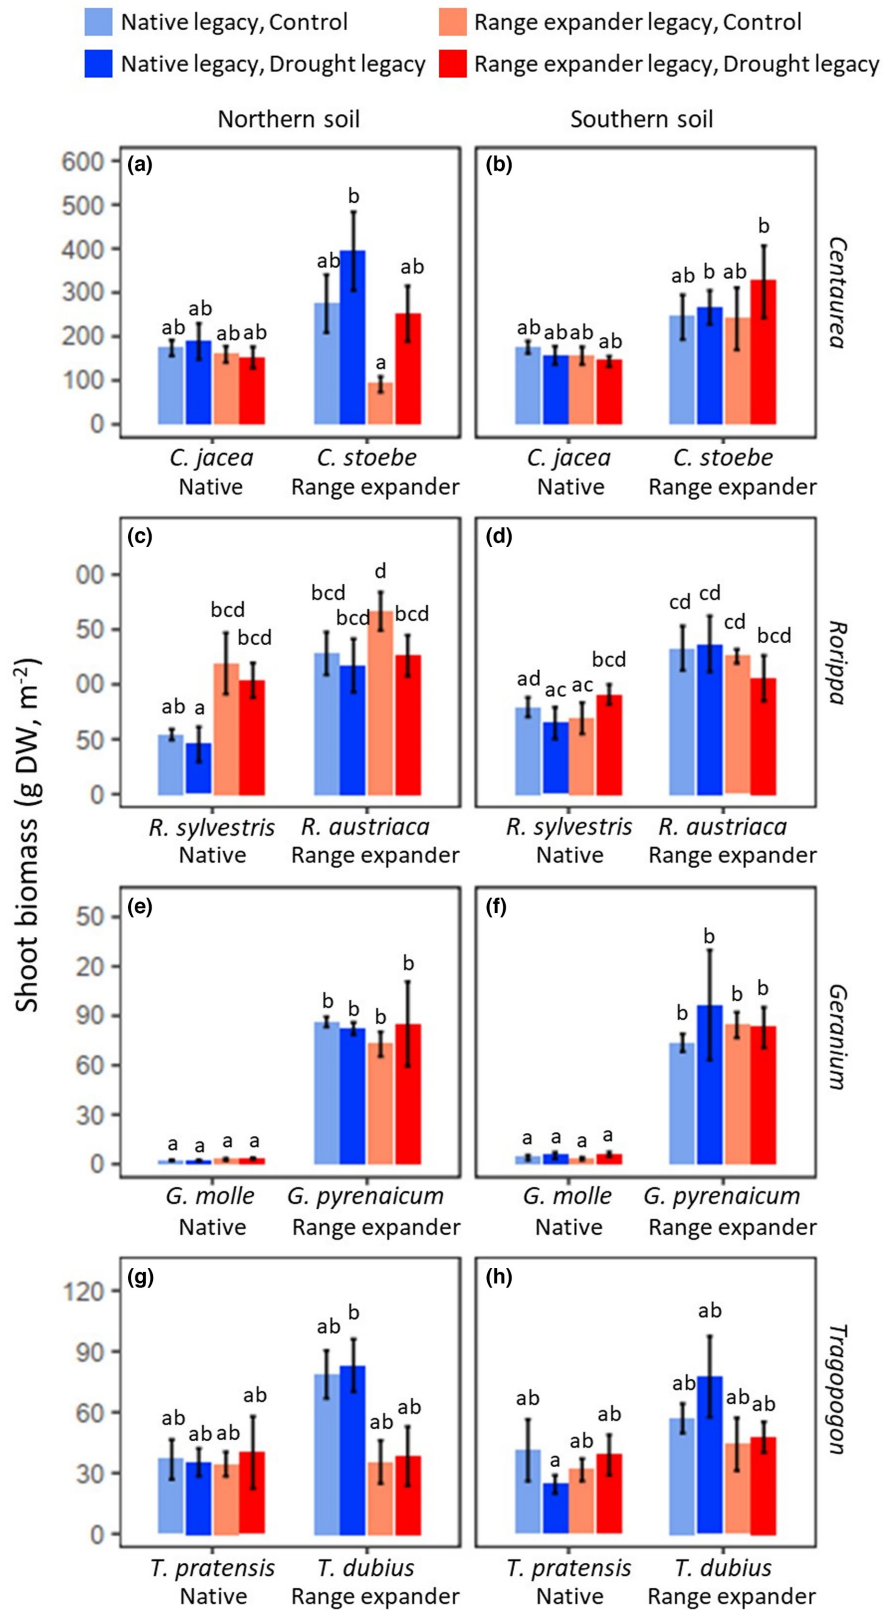 Native legacy, Control
Range expander legacy, Control
Native legacy, Drought legacy
Range expander legacy, Drought legacy
Northern soil
Southern soil
Shoot biomass (g DW, m⁻²)
(a)
600
500
400
300
200
100
0
ab ab ab ab ab b a ab
C. jacea
C. stoebe
Native
Range expander
(b)
ab ab ab ab ab b ab b
C. jacea
C. stoebe
Native
Range expander
Centaurea
(c)
00
50
00
50
0
ab a bcd bcd bcd bcd d bcd
R. sylvestris
R. austriaca
Native
Range expander
(d)
ad ac ac bcd cd cd cd bcd
R. sylvestris
R. austriaca
Native
Range expander
Rorippa
(e)
50
20
90
60
30
0
a a a a b b b b
G. molle
G. pyrenaicum
Native
Range expander
(f)
a a a a b b b b
G. molle
G. pyrenaicum
Native
Range expander
Geranium
(g)
120
90
60
30
0
ab ab ab ab ab b ab ab
T. pratensis
T. dubius
Native
Range expander
(h)
ab a ab ab ab ab ab ab
T. pratensis
T. dubius
Native
Range expander
Tragopogon